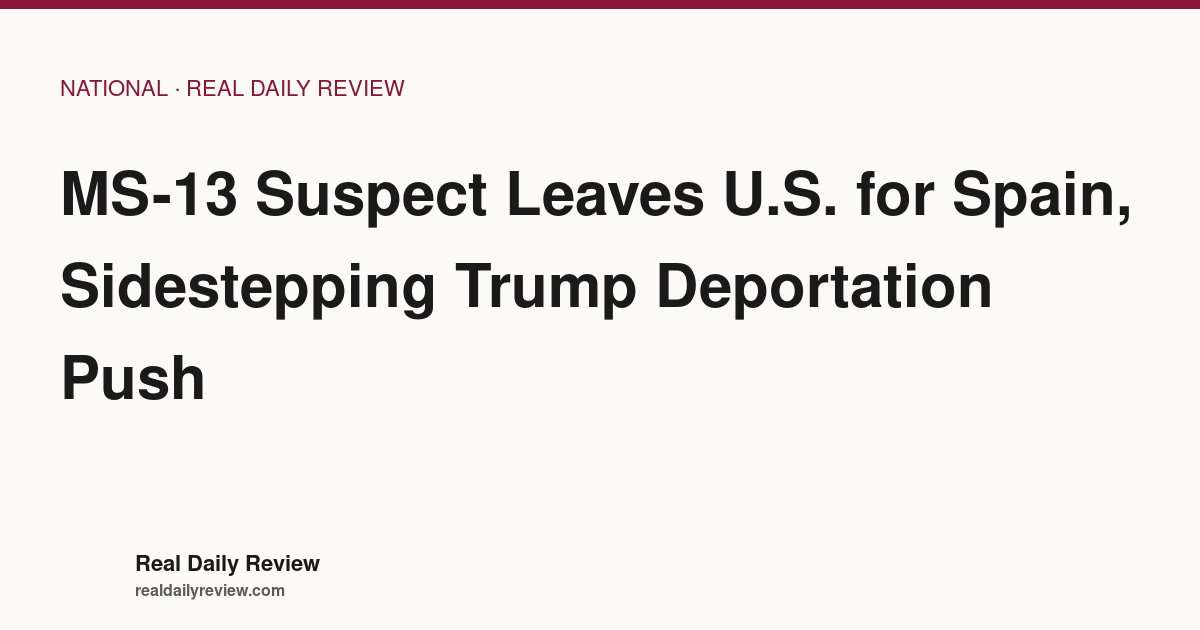 NATIONAL · REAL DAILY REVIEW
MS-13 Suspect Leaves U.S. for Spain,
Sidestepping Trump Deportation
Push
Real Daily Review
realdailyreview.com